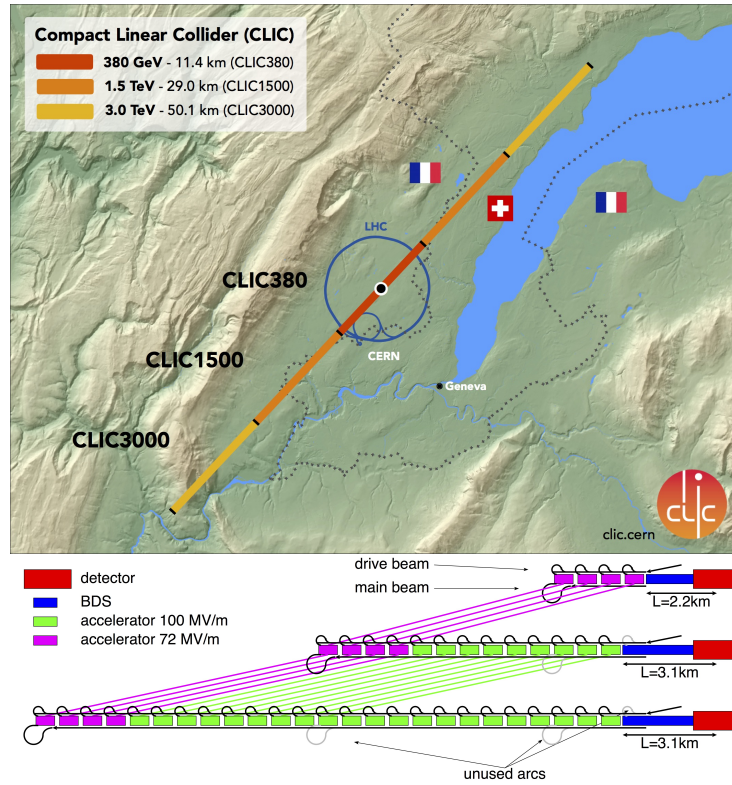 Compact Linear Collider (CLIC)
380 GeV - 11.4 km (CLIC380)
1.5 TeV - 29.0 km (CLIC1500)
3.0 TeV - 50.1 km (CLIC3000)
LHC
CLIC380
CERN
CLIC1500
Geneva
CLIC3000
clic
clic.cern
drive beam
main beam
detector
BDS
accelerator 100 MV/m
accelerator 72 MV/m
L=2.2km
L=3.1km
L=3.1km
unused arcs